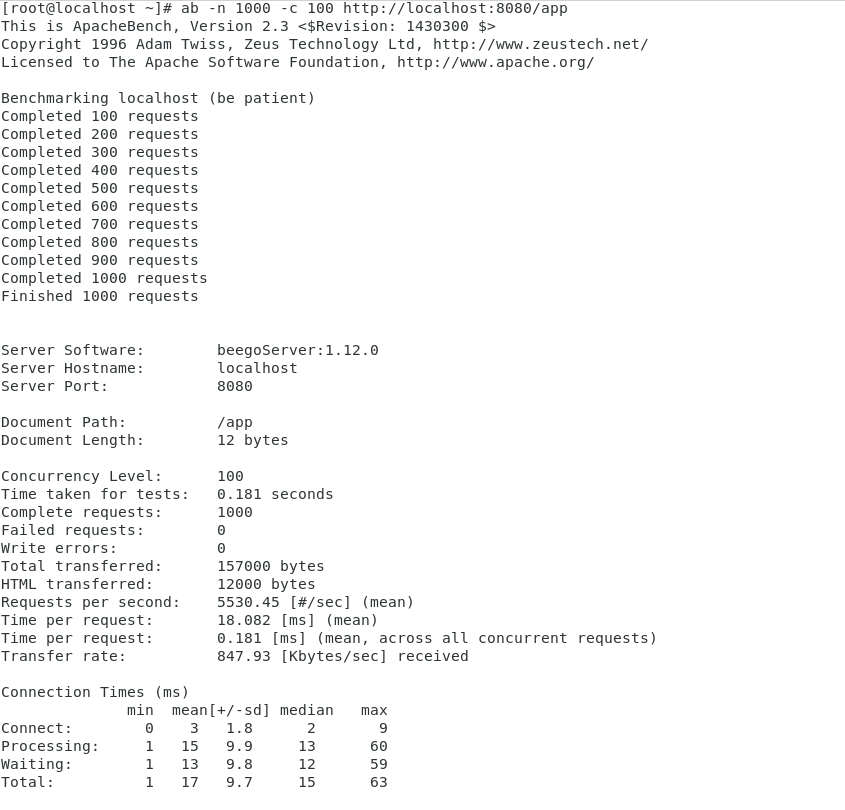 [root@localhost ~]# ab -n 1000 -c 100 http://localhost:8080/app
This is ApacheBench, Version 2.3 <$Revision: 1430300 $>
Copyright 1996 Adam Twiss, Zeus Technology Ltd, http://www.zeustech.net/
Licensed to The Apache Software Foundation, http://www.apache.org/

Benchmarking localhost (be patient)
Completed 100 requests
Completed 200 requests
Completed 300 requests
Completed 400 requests
Completed 500 requests
Completed 600 requests
Completed 700 requests
Completed 800 requests
Completed 900 requests
Completed 1000 requests
Finished 1000 requests


Server Software:        beegoServer:1.12.0
Server Hostname:        localhost
Server Port:            8080

Document Path:          /app
Document Length:        12 bytes

Concurrency Level:      100
Time taken for tests:   0.181 seconds
Complete requests:      1000
Failed requests:        0
Write errors:           0
Total transferred:      157000 bytes
HTML transferred:       12000 bytes
Requests per second:    5530.45 [#/sec] (mean)
Time per request:       18.082 [ms] (mean)
Time per request:       0.181 [ms] (mean, across all concurrent requests)
Transfer rate:          847.93 [Kbytes/sec] received

Connection Times (ms)
              min  mean[+/-sd] median   max
Connect:        0    3   1.8      2       9
Processing:     1   15   9.9     13      60
Waiting:        1   13   9.8     12      59
Total:          1   17   9.7     15      63